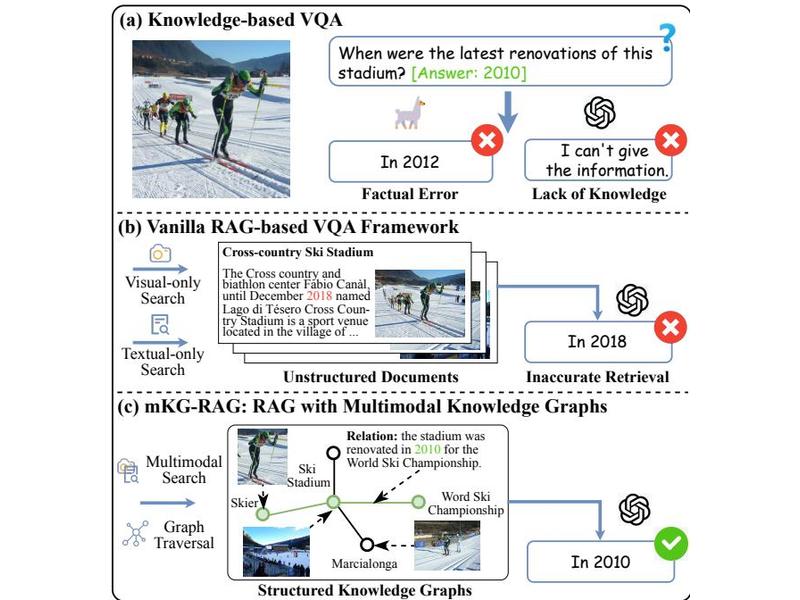 (a) Knowledge-based VQA
?
When were the latest renovations of this
stadium? [Answer: 2010]
In 2012
I can't give
the information.
Factual Error
Lack of Knowledge
(b) Vanilla RAG-based VQA Framework
Visual-only
Search
Textual-only
Search
Cross-country Ski Stadium
The Cross country and
biathlon center Fábio Canàl,
until December 2018 named
Lago di Tésero Cross Coun-
try Stadium is a sport venue
located in the village of ...
Unstructured Documents
In 2018
Inaccurate Retrieval
(c) mKG-RAG: RAG with Multimodal Knowledge Graphs
Multimodal
Search
Graph
Traversal
Relation: the stadium was
renovated in 2010 for the
World Ski Championship.
Ski
Stadium
Skier
Word Ski
Championship
Marcialonga
Structured Knowledge Graphs
In 2010